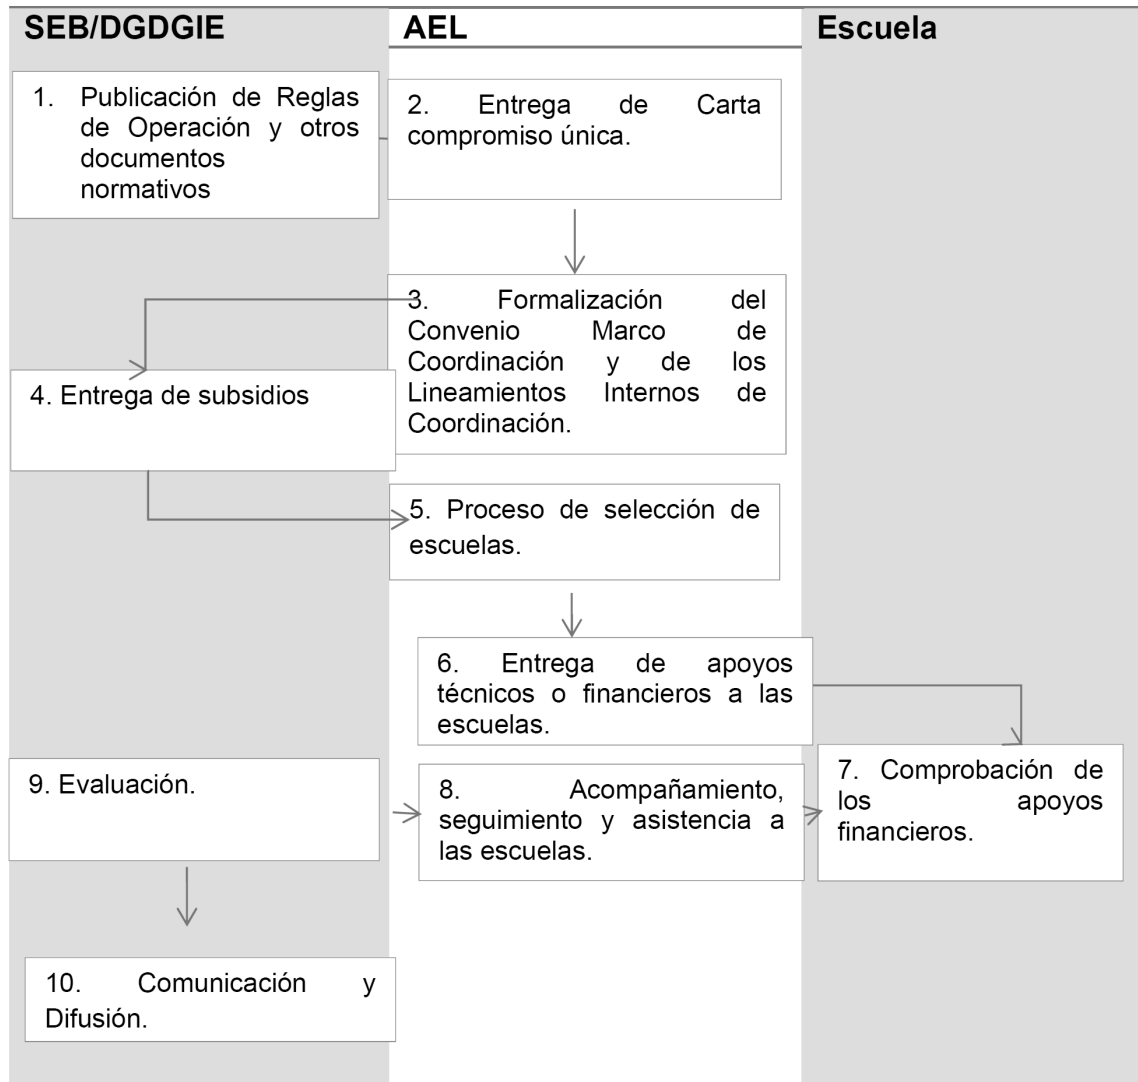 SEB/DGDGIE
AEL
Escuela
1. Publicación de Reglas
de Operación y otros
documentos
normativos
2. Entrega de Carta
compromiso única.
3. Formalización del
Convenio Marco de
Coordinación y de los
Lineamientos Internos de
Coordinación.
4. Entrega de subsidios
5. Proceso de selección de
escuelas.
6. Entrega de apoyos
técnicos o financieros a las
escuelas.
7. Comprobación de
los apoyos
financieros.
8. Acompañamiento,
seguimiento y asistencia a
las escuelas.
9. Evaluación.
10. Comunicación y
Difusión.